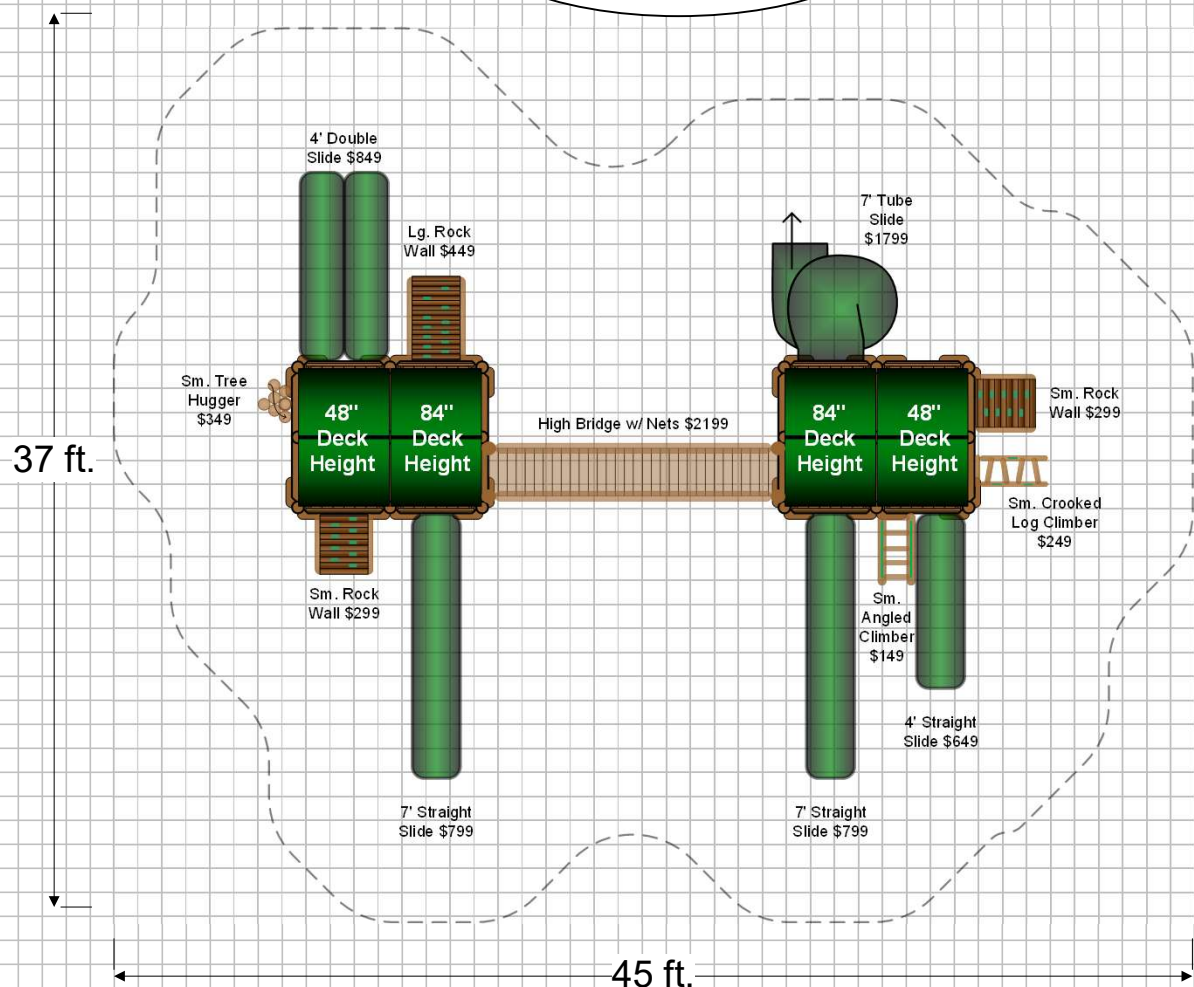 4' Double
Slide $849
Lg. Rock
Wall $449
7' Tube
Slide
$1799
Sm. Tree
Hugger
$349
48"
Deck
Height
84"
Deck
Height
High Bridge w/ Nets $2199
84"
Deck
Height
48"
Deck
Height
Sm. Rock
Wall $299
37 ft.
Sm. Crooked
Log Climber
$249
Sm. Rock
Wall $299
Sm.
Angled
Climber
$149
4' Straight
Slide $649
7' Straight
Slide $799
7' Straight
Slide $799
45 ft.